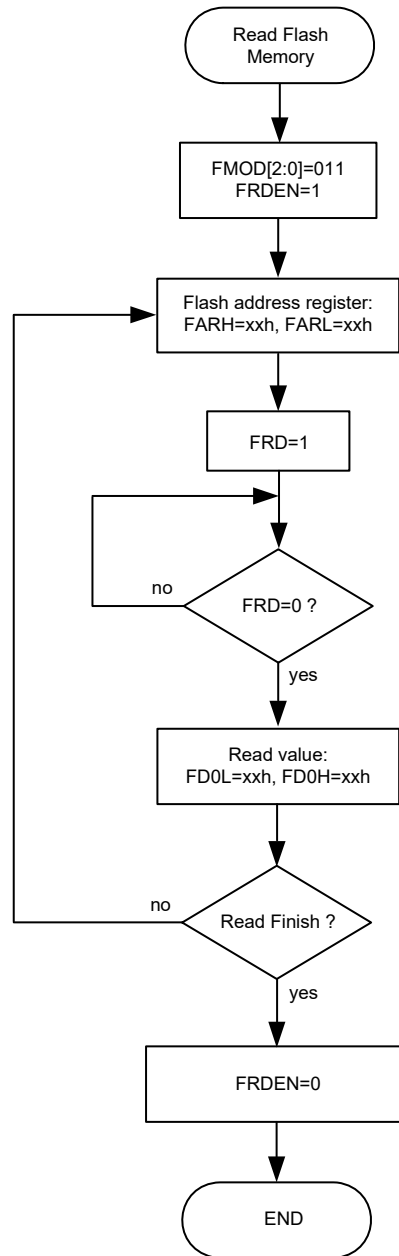 Read Flash
Memory
FMOD[2:0]=011
FRDEN=1
Flash address register:
FARH=xxh, FARL=xxh
FRD=1
no
FRD=0 ?
yes
Read value:
FD0L=xxh, FD0H=xxh
no
Read Finish ?
yes
FRDEN=0
END